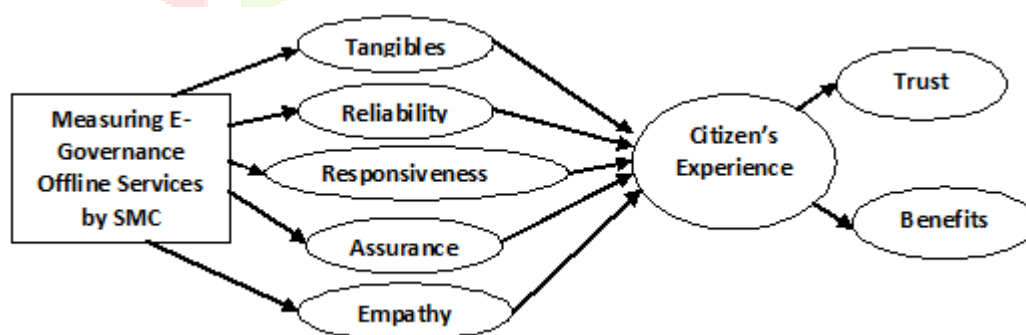 Measuring E-
Governance
Offline Services
by SMC
Tangibles
Reliability
Responsiveness
Assurance
Empathy
Citizen's
Experience
Trust
Benefits